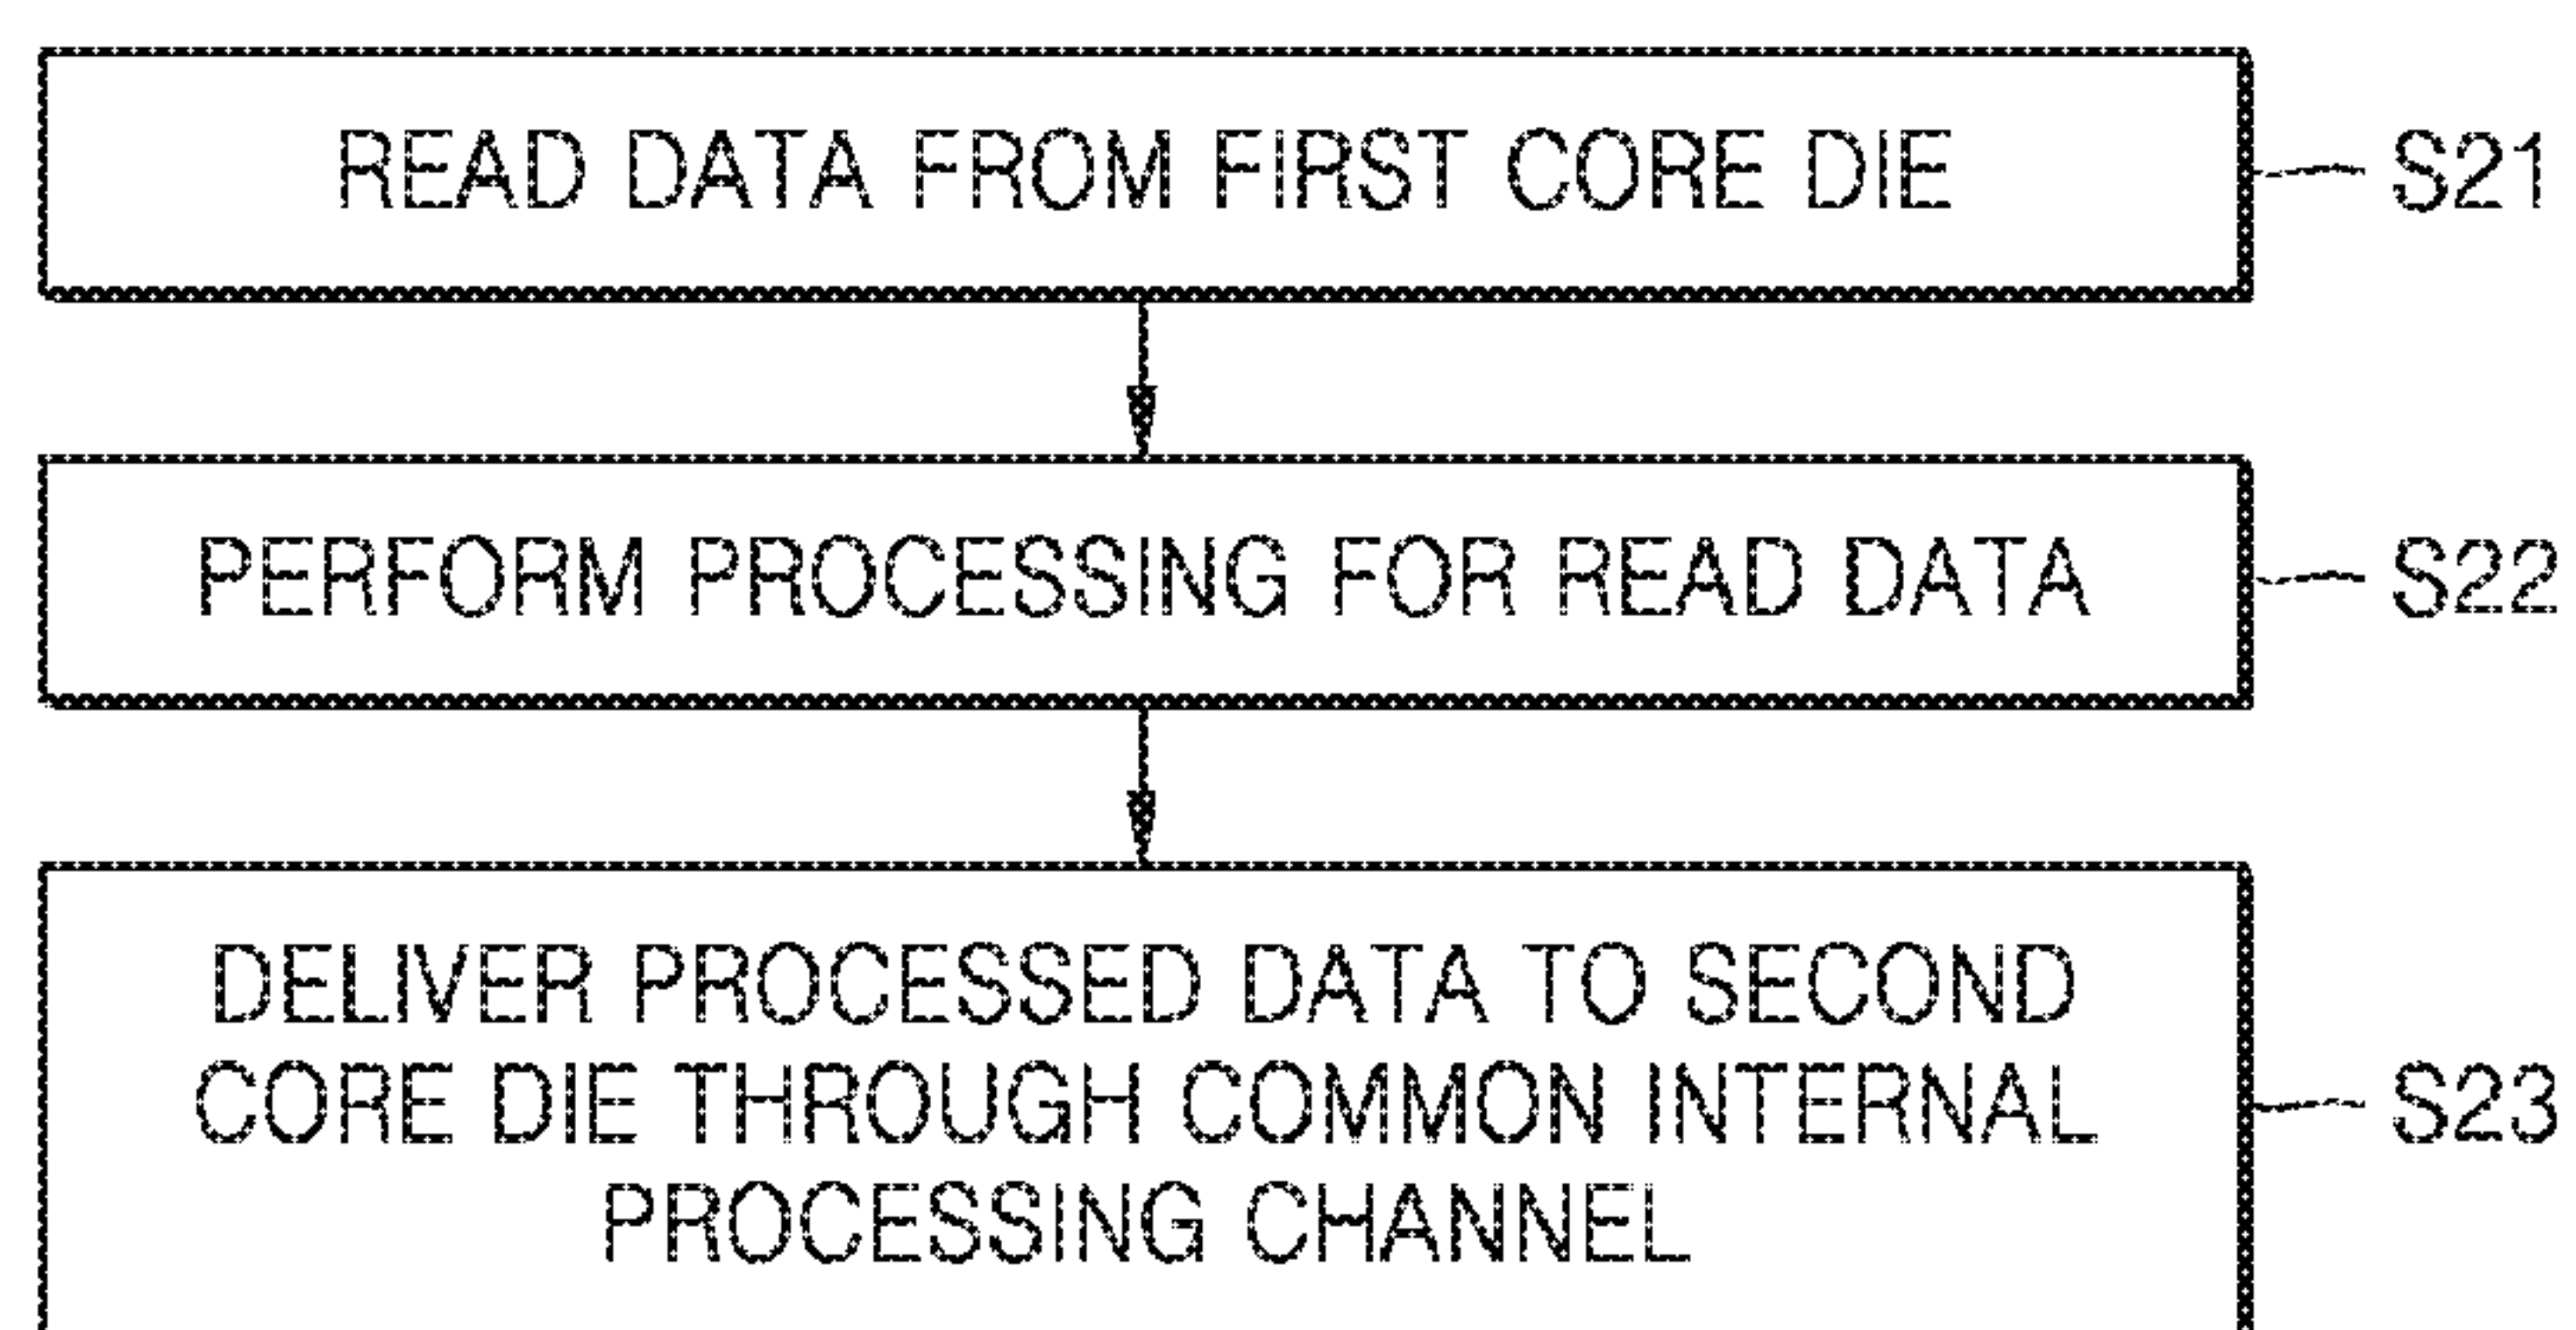 READ DATA FROM FIRST CORE DIE
S21
PERFORM PROCESSING FOR READ DATA
S22
DELIVER PROCESSED DATA TO SECOND
CORE DIE THROUGH COMMON INTERNAL
PROCESSING CHANNEL
S23